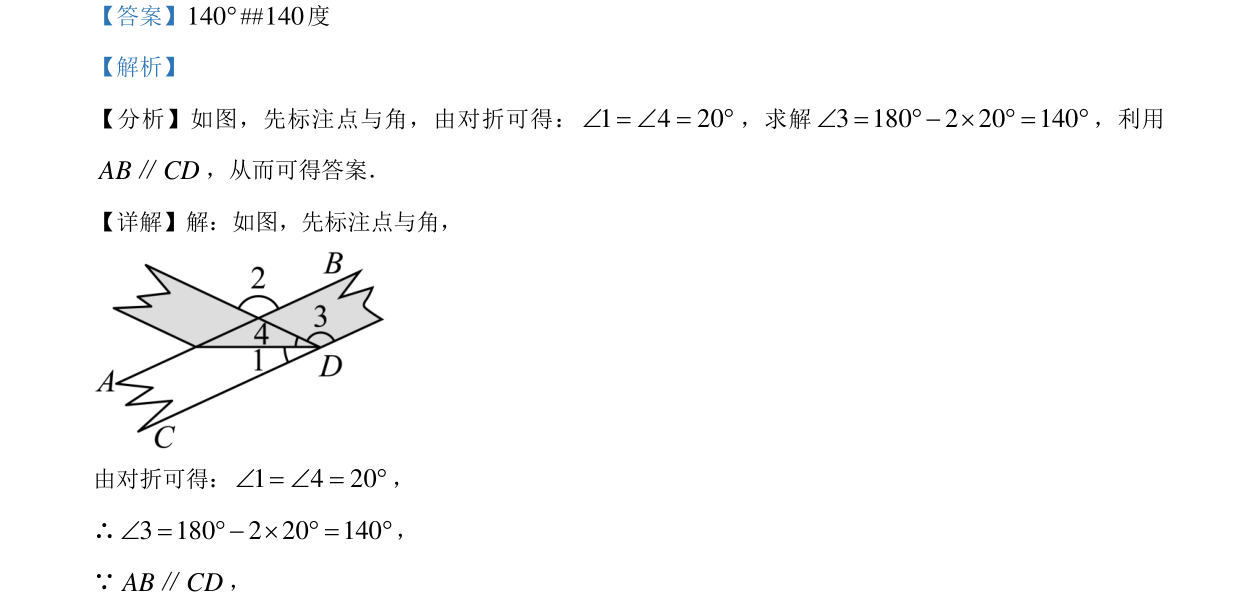 【答案】140°##140度
【解析】
【分析】如图，先标注点与角，由对折可得：∠1=∠4=20°，求解∠3=180°−2×20°=140°，利用
AB∥CD，从而可得答案．
【详解】解：如图，先标注点与角，
2
B
3
4
1
D
A
C
由对折可得：∠1=∠4=20°，
∴∠3=180°−2×20°=140°，
∵AB∥CD，